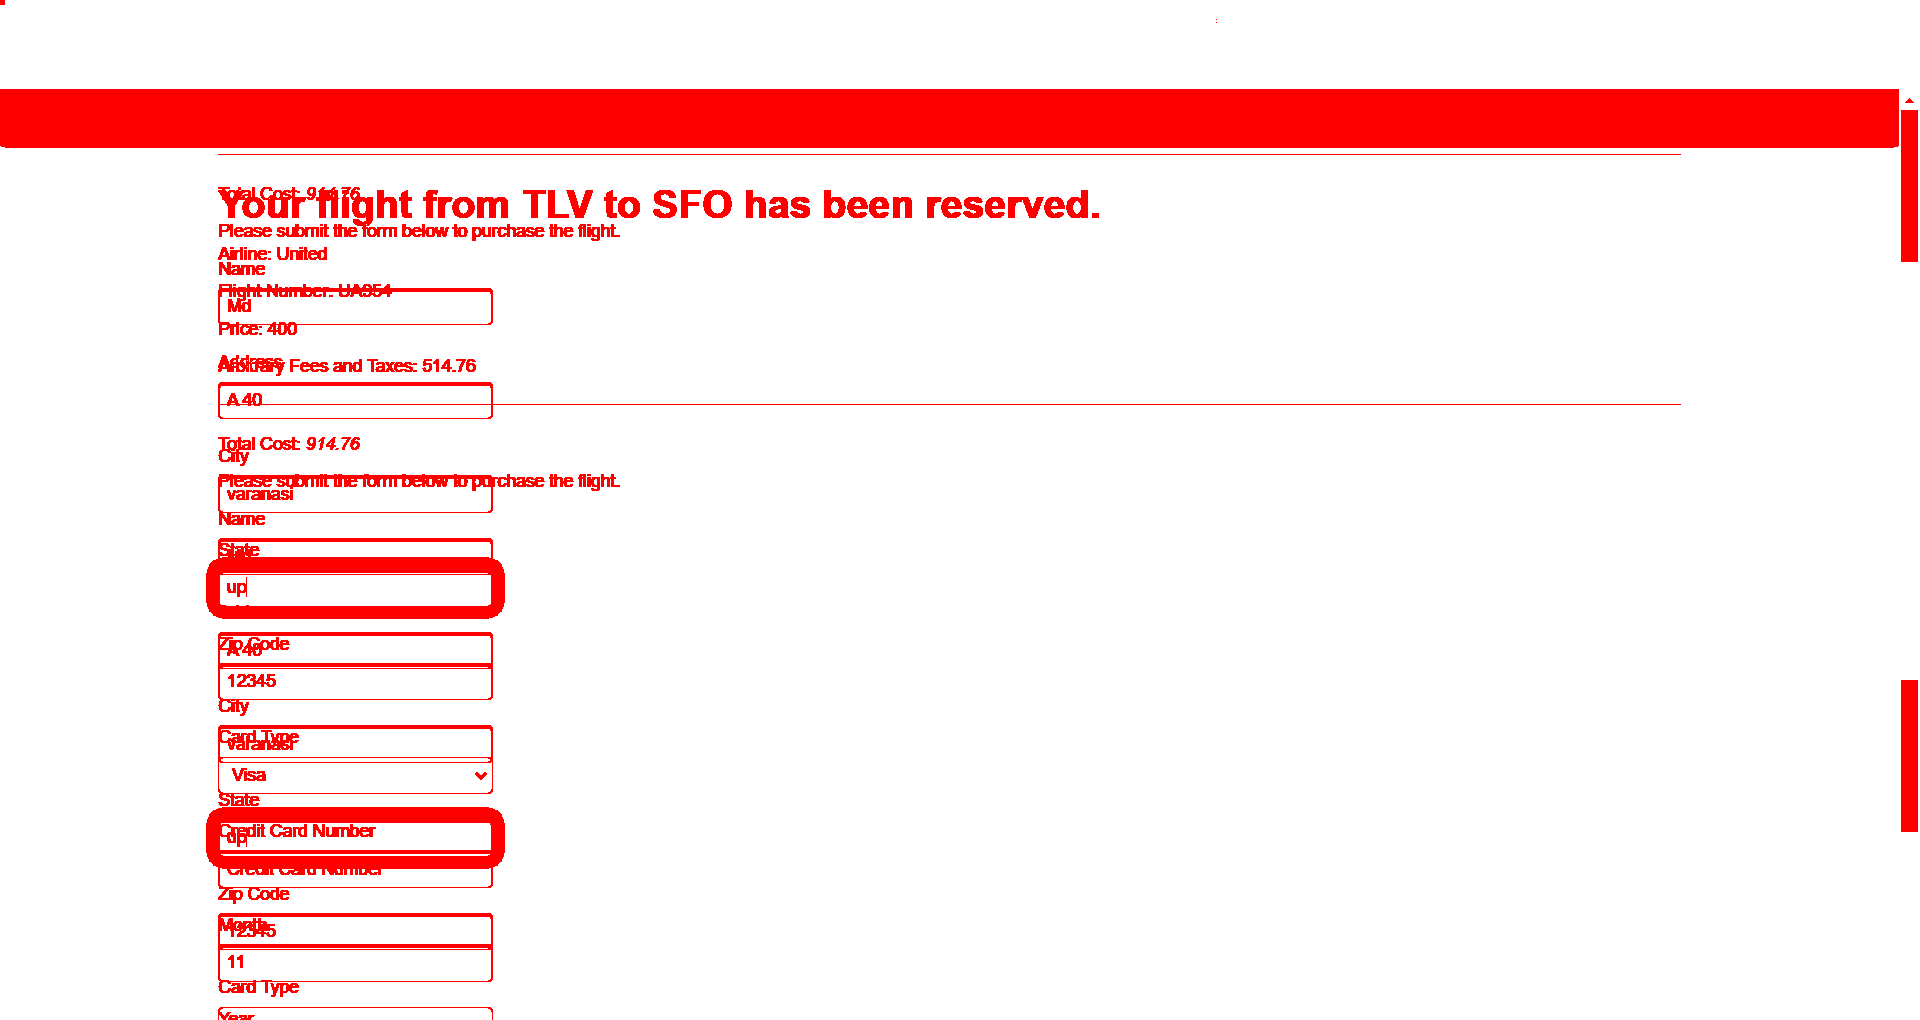 Total Cost: 914.76
Your flight from TLV to SFO has been reserved.
Please submit the form below to purchase the flight.
Airline: United
Name
Flight Number: UA954
Md
Price: 400
Address
Arbitrary Fees and Taxes: 514.76
A 40
Total Cost: 914.76
City
Please submit the form below to purchase the flight.
varanasi
Name
State
up
Zip Code
A 40
12345
City
Card Type
varanasi
Visa
State
Credit Card Number
up
Credit Card Number
Zip Code
Month
12345
11
Card Type
Year